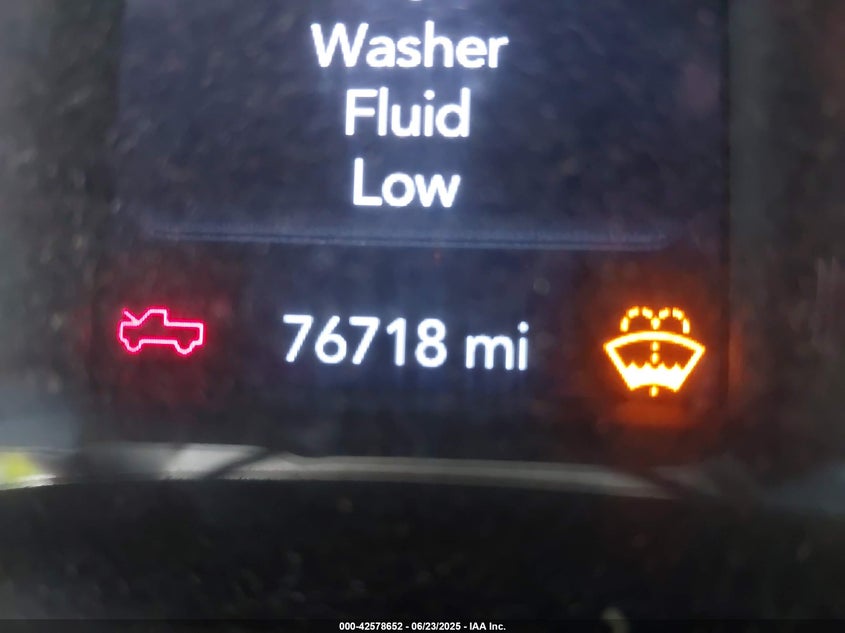 Washer
Fluid
Low
76718 mi
000-42578652 - 06/23/2025 - IAA Inc.